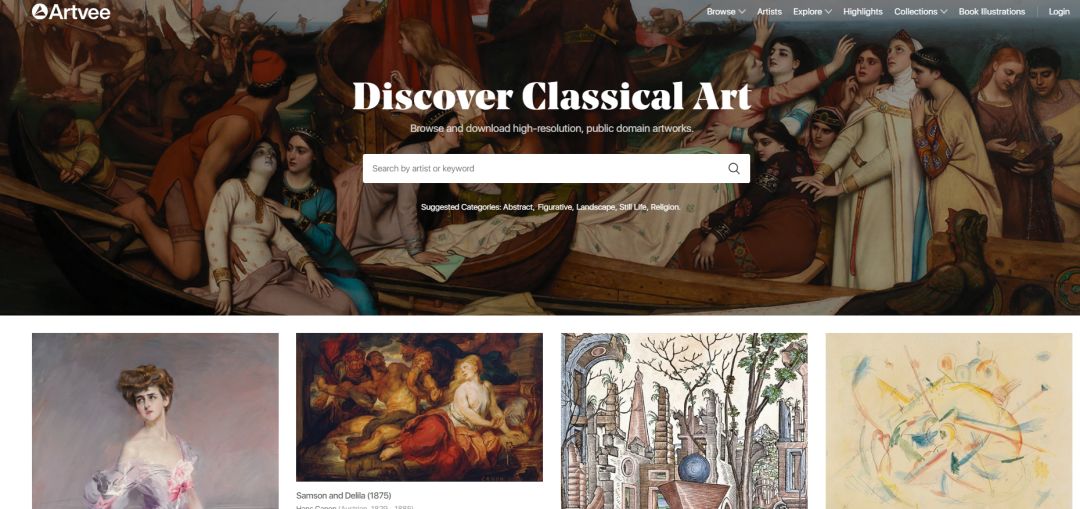 Artvee
Browse Artists Explore Highlights Collections Book Illustrations Login
Discover Classical Art
Browse and download high-resolution, public domain artworks.
Search by artist or keyword
Suggested Categories: Abstract, Figurative, Landscape, Still Life, Religion.
Samson and Delila (1875)
Hans Canon (Austrian, 1829 - 1885)
CANON